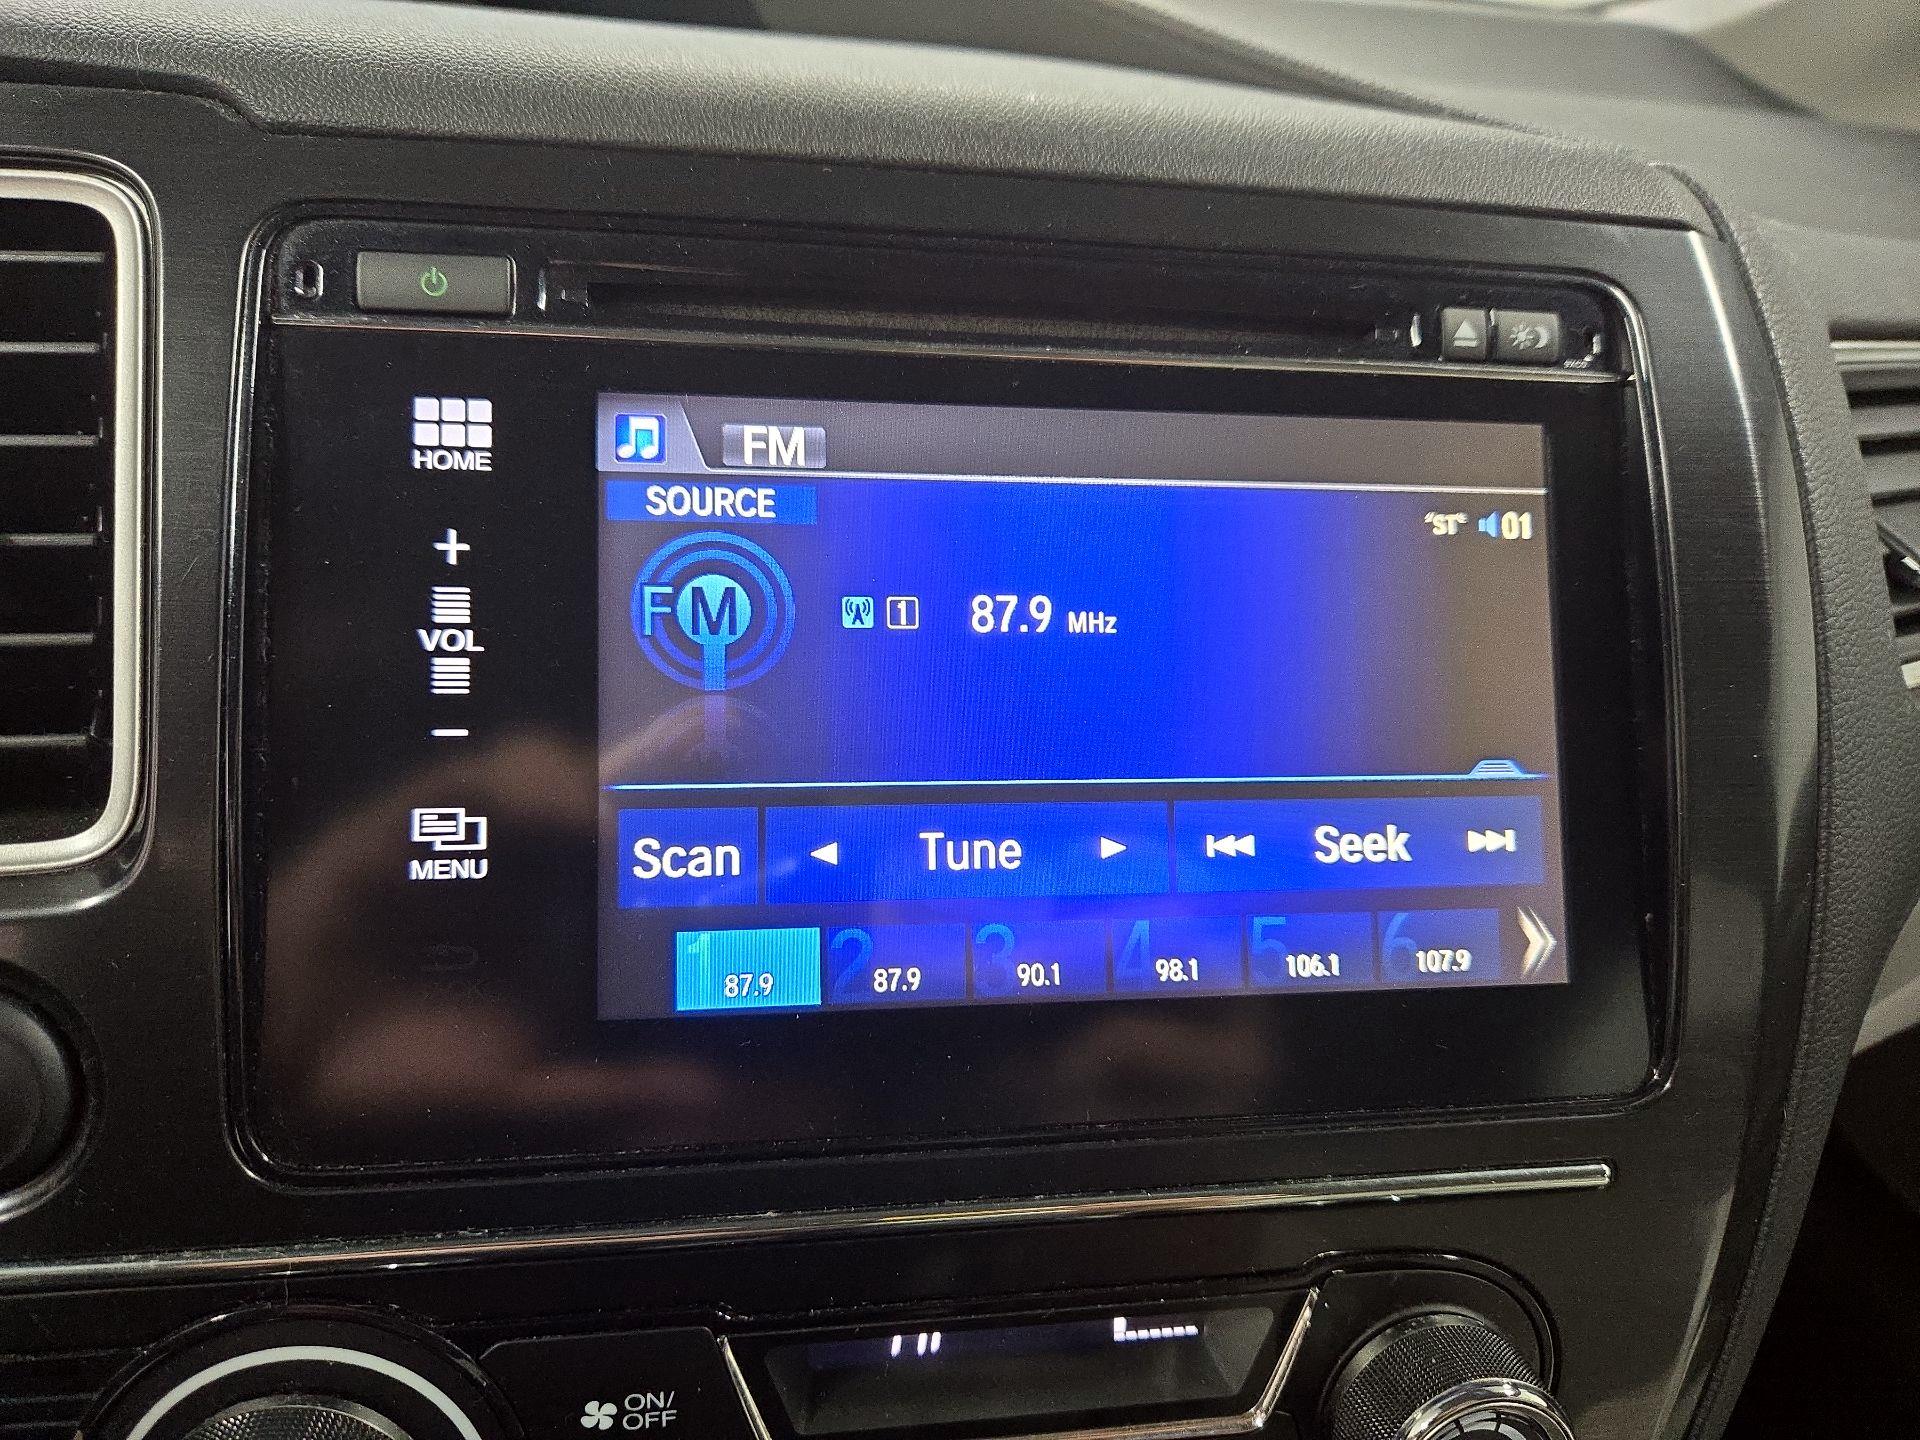 HOME
+
VOL
−
MENU
FM
SOURCE
"ST" 01
FM
1 87.9 MHz
Scan
Tune
Seek
1 2 3 4 5 6
87.9 87.9 90.1 98.1 106.1 107.9
ON/
OFF